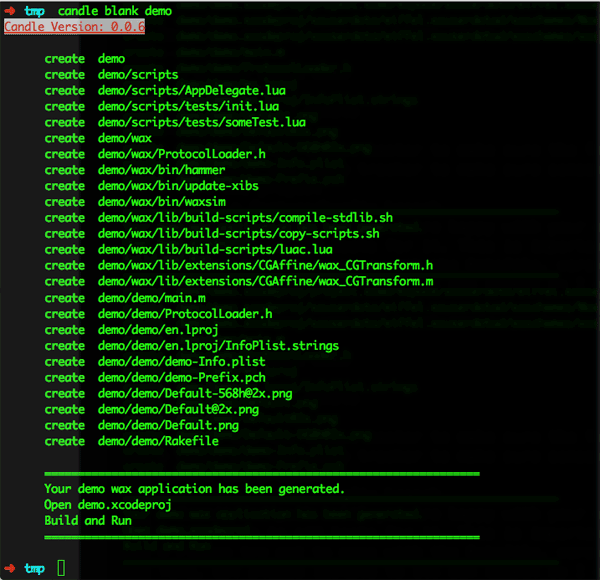 ➜ tmp candle blank demo
Candle Version: 0.0.6
create demo
create demo/scripts
create demo/scripts/AppDelegate.lua
create demo/scripts/tests/init.lua
create demo/scripts/tests/someTest.lua
create demo/wax
create demo/wax/ProtocolLoader.h
create demo/wax/bin/hammer
create demo/wax/bin/update-xibs
create demo/wax/bin/waxsim
create demo/wax/lib/build-scripts/compile-stdlib.sh
create demo/wax/lib/build-scripts/copy-scripts.sh
create demo/wax/lib/build-scripts/luac.lua
create demo/wax/lib/extensions/CGAffine/wax_CGTransform.h
create demo/wax/lib/extensions/CGAffine/wax_CGTransform.m
create demo/demo/main.m
create demo/demo/ProtocolLoader.h
create demo/demo/en.lproj
create demo/demo/en.lproj/InfoPlist.strings
create demo/demo/demo-Info.plist
create demo/demo/demo-Prefix.pch
create demo/demo/Default-568h@2x.png
create demo/demo/Default@2x.png
create demo/demo/Default.png
create demo/demo/Rakefile
Your demo wax application has been generated.
Open demo.xcodeproj
Build and Run
➜ tmp